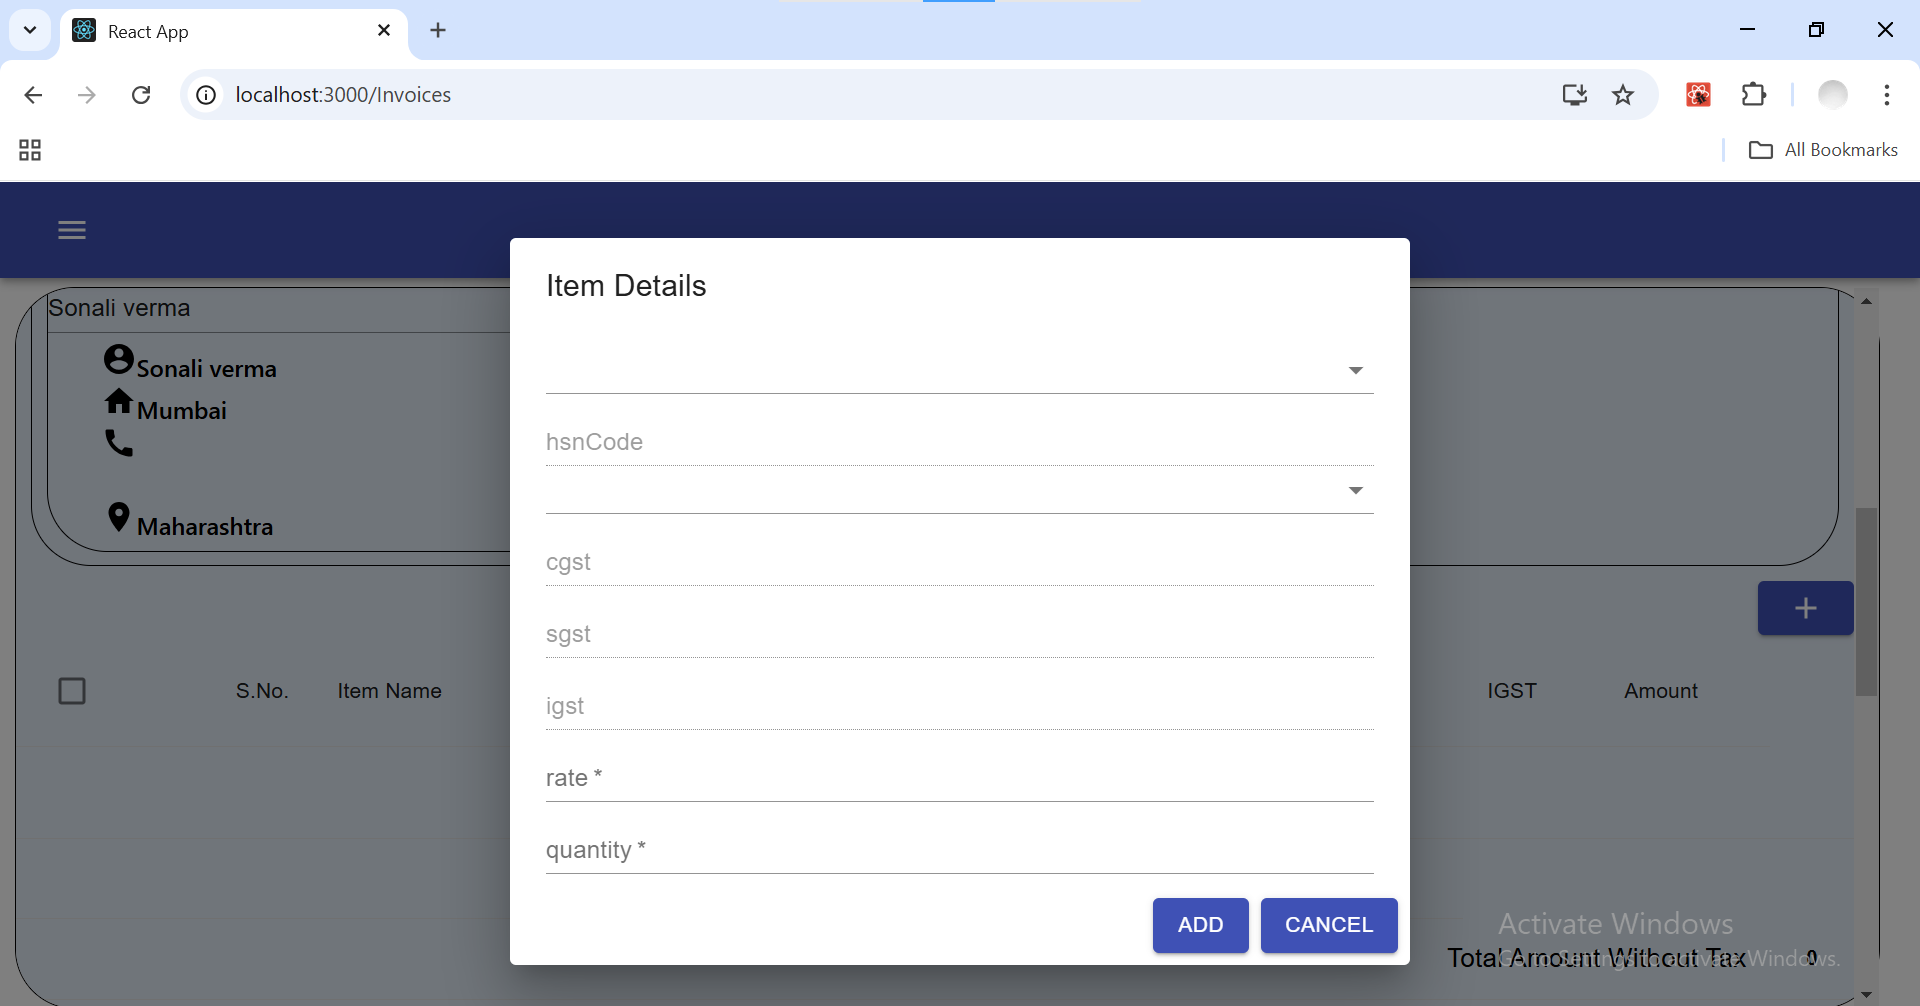 React App
localhost:3000/Invoices
All Bookmarks
Item Details
Sonali verma
Sonali verma
Mumbai
Maharashtra
hsnCode
cgst
sgst
igst
rate *
quantity *
S.No. Item Name IGST Amount
ADD CANCEL
Activate Windows
Total Amount Without Tax 0
Go to Settings to activate Windows.